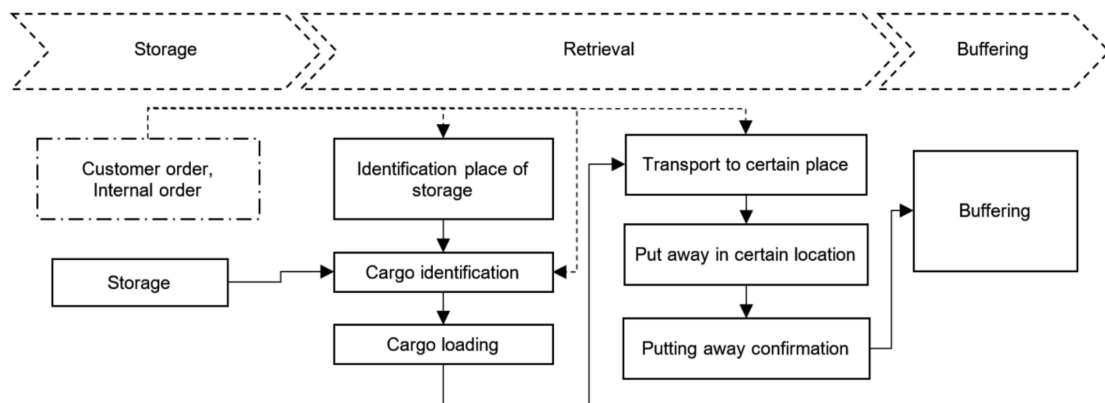 Storage
Retrieval
Buffering
Customer order,
Internal order
Identification place of
storage
Transport to certain place
Buffering
Put away in certain location
Cargo identification
Storage
Cargo loading
Putting away confirmation